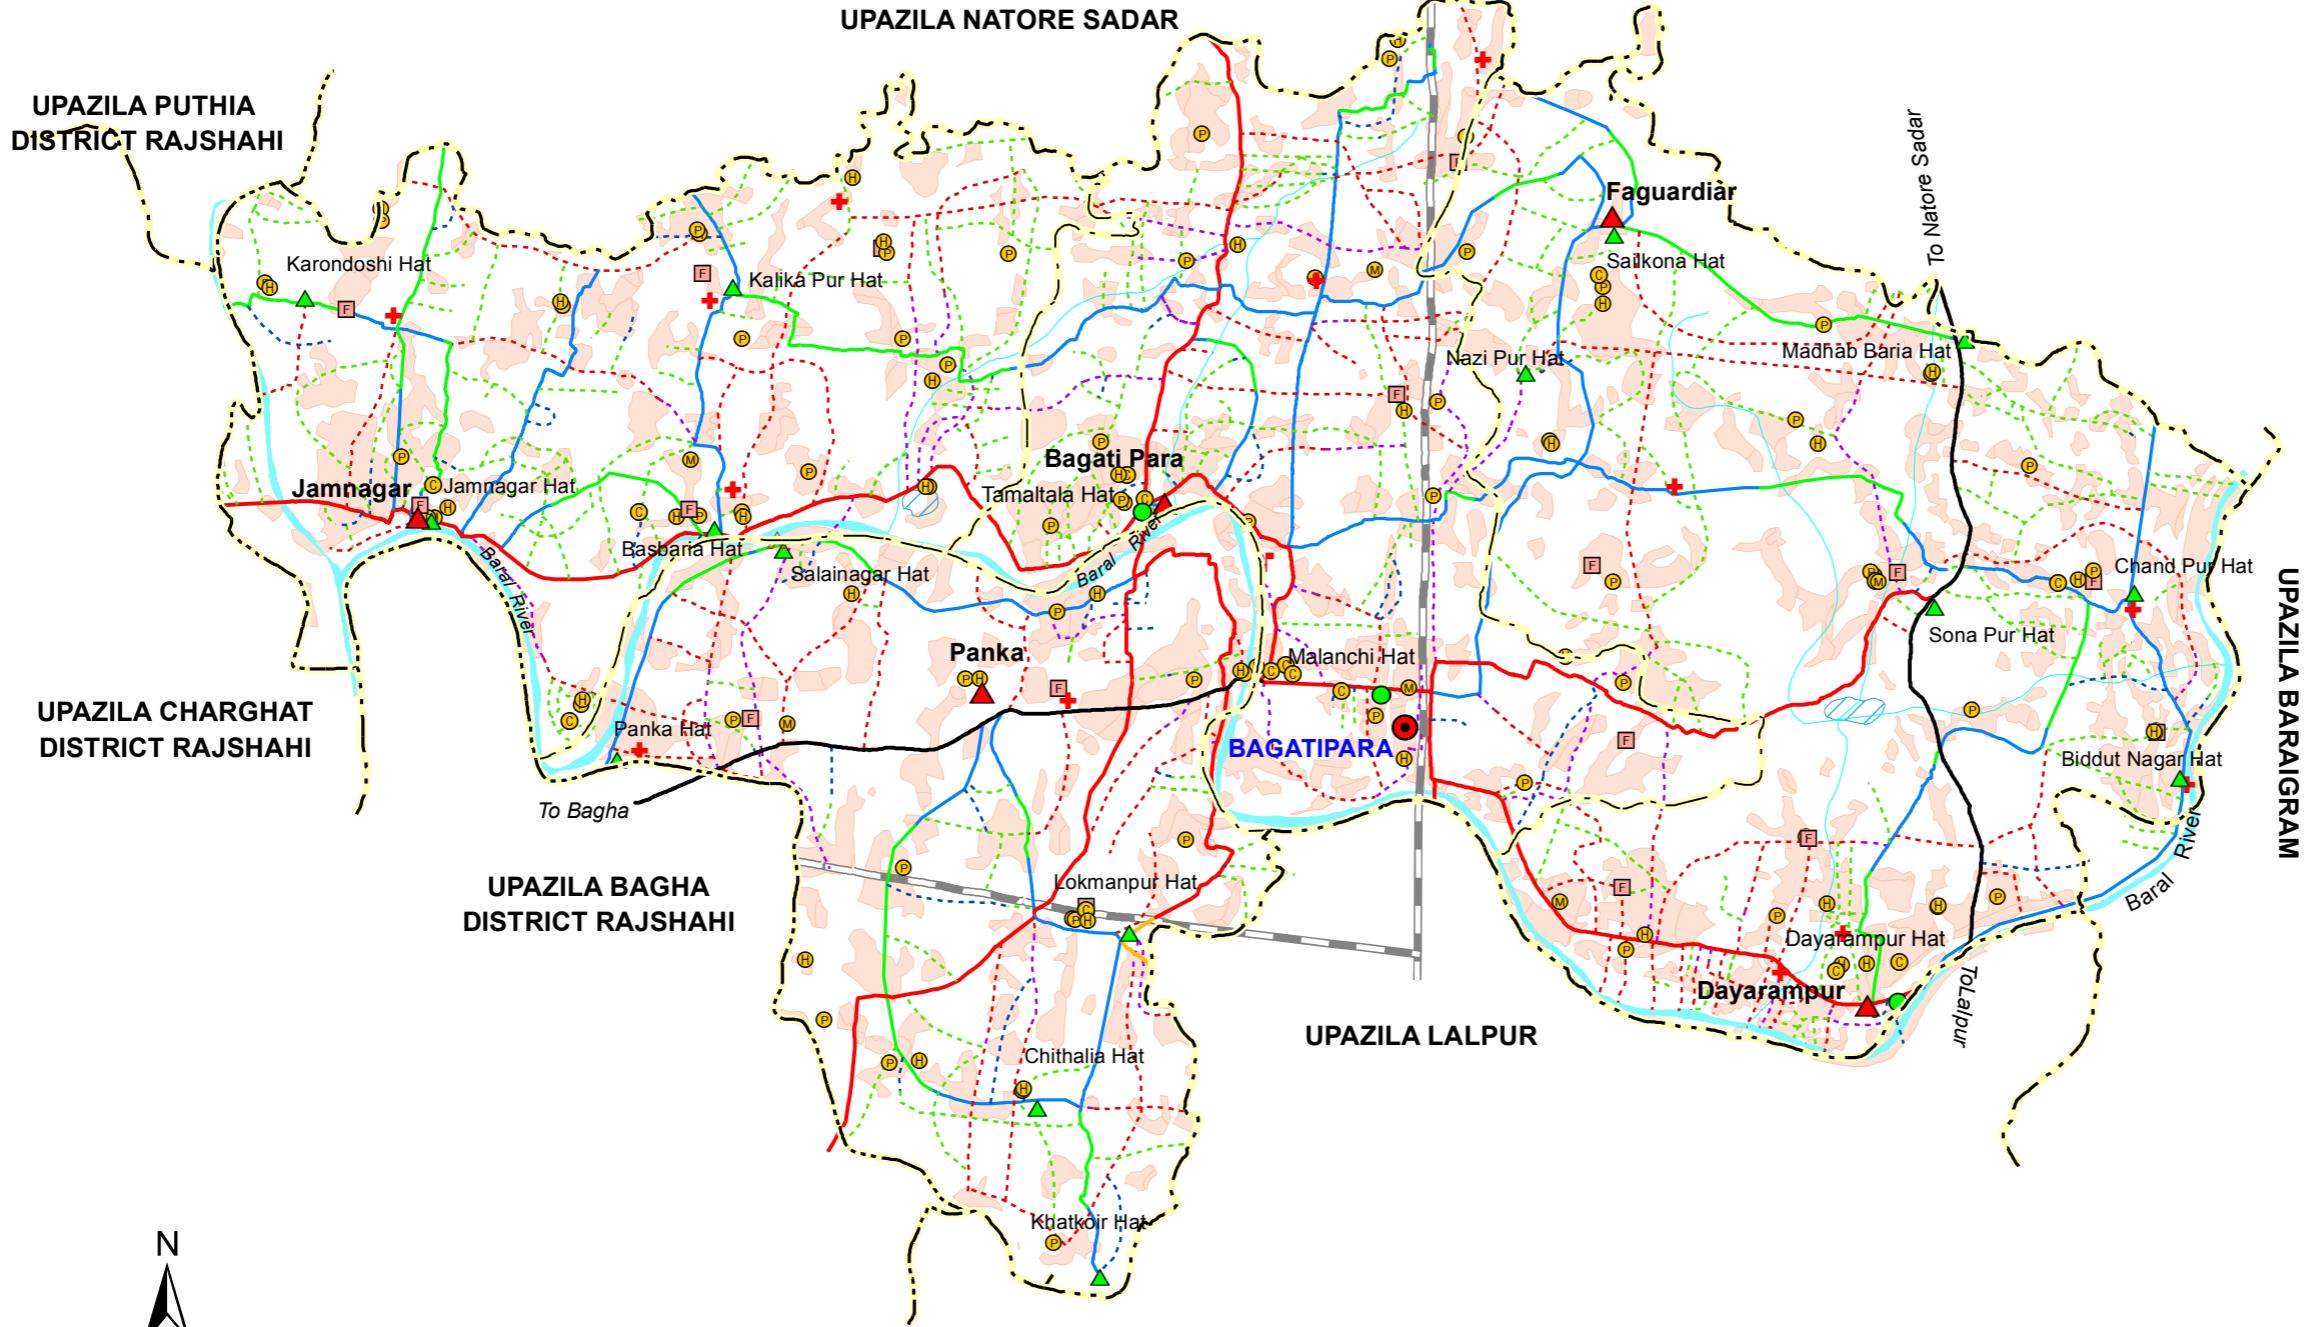 UPAZILA NATORE SADAR
UPAZILA PUTHIA
DISTRICT RAJSHAHI
To Natore Sadar
Faguardiar
Sailkona Hat
Karondoshi Hat
Kalika Pur Hat
Nazi Pur Hat
Madhab Baria Hat
Bagati Para
Jamnagar
Jamnagar Hat
Tamaltala Hat
Basbaria Hat
Baral River
Salainagar Hat
Baral River
Chand Pur Hat
UPAZILA BARAIGRAM
Sona Pur Hat
Panka
Malanchi Hat
UPAZILA CHARGHAT
DISTRICT RAJSHAHI
Panka Hat
BAGATIPARA
Biddut Nagar Hat
To Bagha
Baral River
UPAZILA BAGHA
DISTRICT RAJSHAHI
Lokmanpur Hat
Dayarampur Hat
Dayarampur
ToLalpur
UPAZILA LALPUR
Chithalia Hat
Khatkoir Hat
N